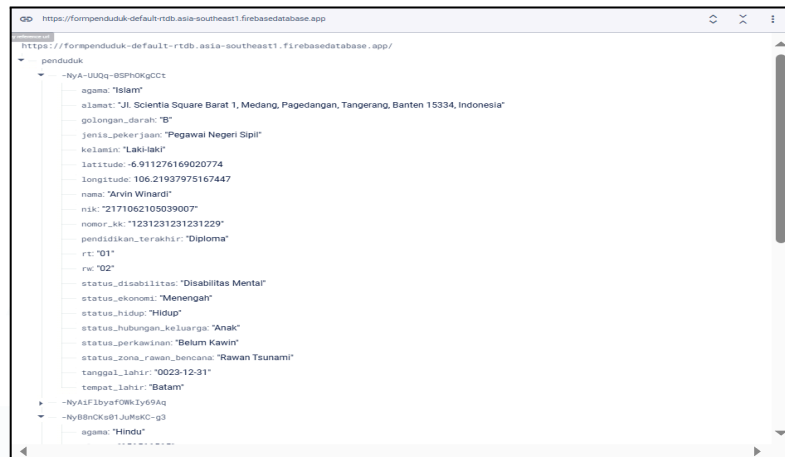 https://formpenduduk-default-rtdb.asia-southeast1.firebasedatabase.app
https://formpenduduk-default-rtdb.asia-southeast1.firebasedatabase.app/
penduduk
-NyA-UUQq-0SPhOKgCCt
agama: "Islam"
alamat: "Jl. Scientia Square Barat 1, Medang, Pagedangan, Tangerang, Banten 15334, Indonesia"
golongan_darah: "B"
jenis_pekerjaan: "Pegawai Negeri Sipil"
kelamin: "Laki-laki"
latitude: -6.911276169020774
longitude: 106.21937975167447
nama: "Arvin Winardi"
nik: "2171062105039007"
nomor_kk: "1231231231231229"
pendidikan_terakhir: "Diploma"
rt: "01"
rw: "02"
status_disabilitas: "Disabilitas Mental"
status_ekonomi: "Menengah"
status_hidup: "Hidup"
status_hubungan_keluarga: "Anak"
status_perkawinan: "Belum Kawin"
status_zona_rawan_bencana: "Rawan Tsunami"
tanggal_lahir: "0023-12-31"
tempat_lahir: "Batam"
-NyAiFlbyafOWkIy69Aq
-NyB8nCKs01JuMsKC-g3
agama: "Hindu"